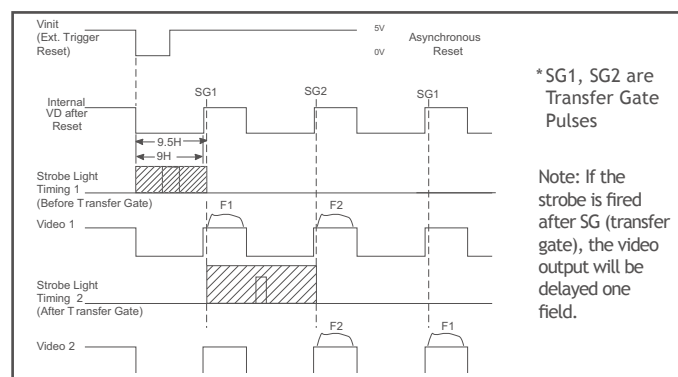 Vinit
(Ext. Trigger
Reset)
5V
0V
Asynchronous
Reset
SG1
SG2
SG1
Internal
VD after
Reset
9.5H
9H
Strobe Light
Timing 1
(Before Transfer Gate)
F1
F2
Video 1
Strobe Light
Timing 2
(After Transfer Gate)
F2
F1
Video 2
*SG1, SG2 are
Transfer Gate
Pulses
Note: If the
strobe is fired
after SG (transfer
gate), the video
output will be
delayed one
field.